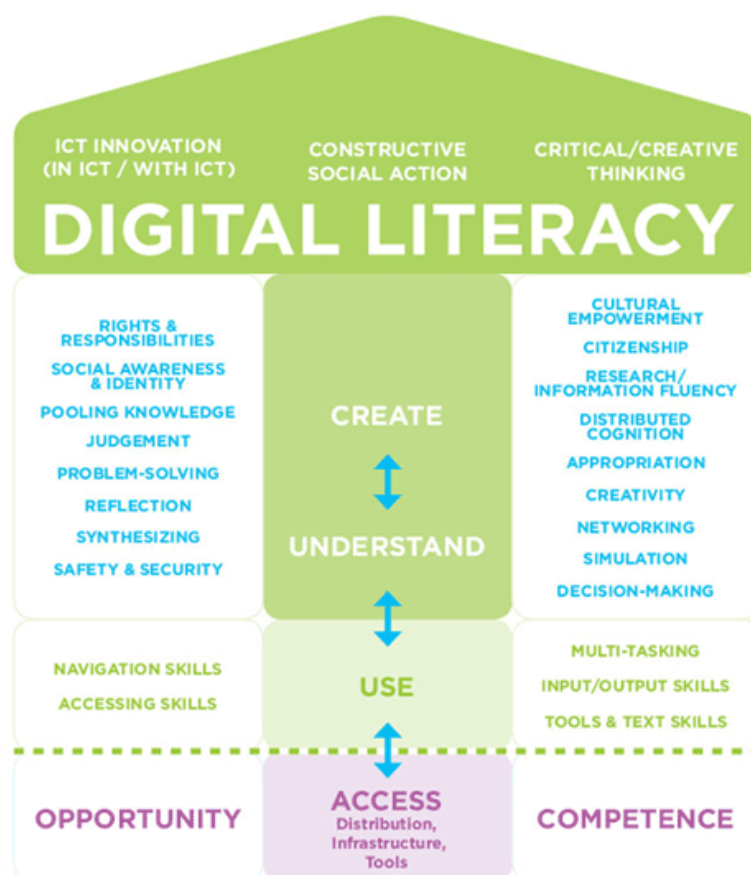 ICT INNOVATION
(IN ICT / WITH ICT)
CONSTRUCTIVE
SOCIAL ACTION
CRITICAL/CREATIVE
THINKING
DIGITAL LITERACY
RIGHTS &
RESPONSIBILITIES
SOCIAL AWARENESS
& IDENTITY
POOLING KNOWLEDGE
JUDGEMENT
PROBLEM-SOLVING
REFLECTION
SYNTHESIZING
SAFETY & SECURITY
CREATE
UNDERSTAND
CULTURAL
EMPOWERMENT
CITIZENSHIP
RESEARCH/
INFORMATION FLUENCY
DISTRIBUTED
COGNITION
APPROPRIATION
CREATIVITY
NETWORKING
SIMULATION
DECISION-MAKING
NAVIGATION SKILLS
ACCESSING SKILLS
USE
MULTI-TASKING
INPUT/OUTPUT SKILLS
TOOLS & TEXT SKILLS
OPPORTUNITY
ACCESS
Distribution,
Infrastructure,
Tools
COMPETENCE